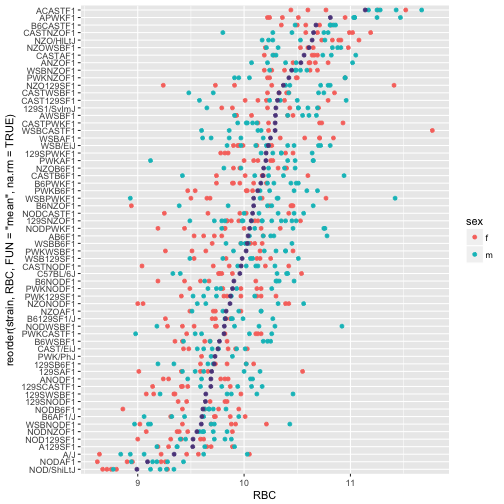 ACASTF1
APWKF1
B6CASTF1
CASTNZOF1
NZO/HILtJ
NZOWSBF1
CASTAF1
ANZOF1
WSBNZOF1
PWKNZOF1
NZO129SF1
CASTWSBF1
CAST129SF1
129S1/SvImJ
AWSBF1
CASTPWKF1
WSBCASTF1
WSBAF1
WSB/EiJ
129SPWKF1
PWKAF1
NZOB6F1
CASTB6F1
B6PWKF1
PWKB6F1
WSBPWKF1
B6NZOF1
NODCASTF1
129SNZOF1
NODPWKF1
AB6F1
WSBB6F1
PWKWSBF1
WSB129SF1
CASTNODF1
C57BL/6J
B6NODF1
PWKNODF1
PWK129SF1
NZONODF1
NZOAF1
B6129SF1/J
NODWSBF1
PWKCASTF1
B6WSBF1
CAST/EiJ
PWK/PhJ
129SB6F1
129SAF1
ANODF1
129SCASTF1
129SWSBF1
129SNODF1
NODB6F1
B6AF1/J
WSBNODF1
NODNZOF1
NOD129SF1
A129SF1
A/J
NODAF1
NOD/ShiLtJ
reorder(strain, RBC, FUN = "mean", na.rm = TRUE)
9 10 11
RBC
sex
f
m